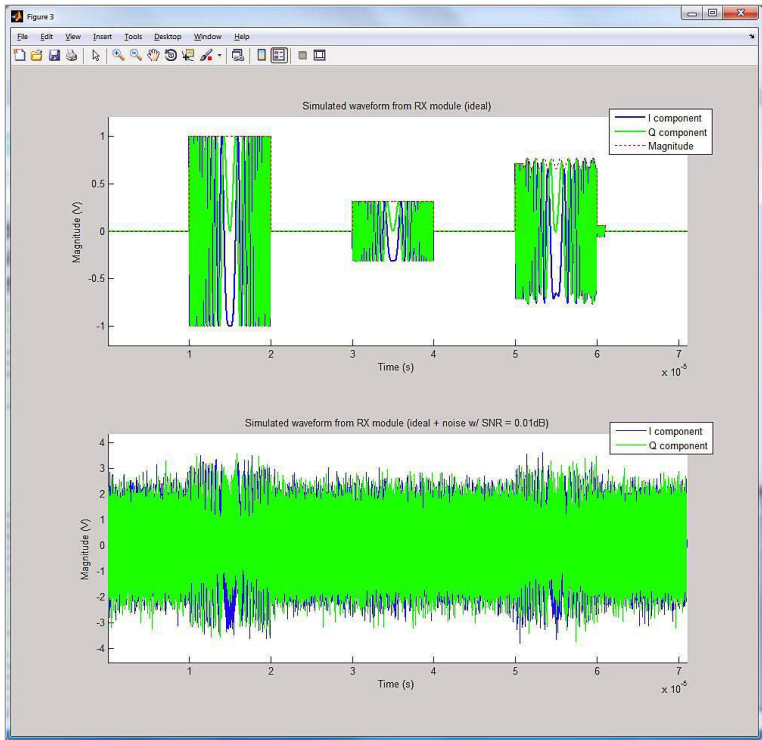 Figure 3
File Edit View Insert Tools Desktop Window Help
Simulated waveform from RX module (ideal)
I component
Q component
Magnitude
Magnitude (V)
1
0.5
0
-0.5
-1
1 2 3 4 5 6 7
Time (s)
x 10^-5
Simulated waveform from RX module (ideal + noise w/ SNR = 0.01dB)
I component
Q component
Magnitude (V)
4
3
2
1
0
-1
-2
-3
-4
1 2 3 4 5 6 7
Time (s)
x 10^-5